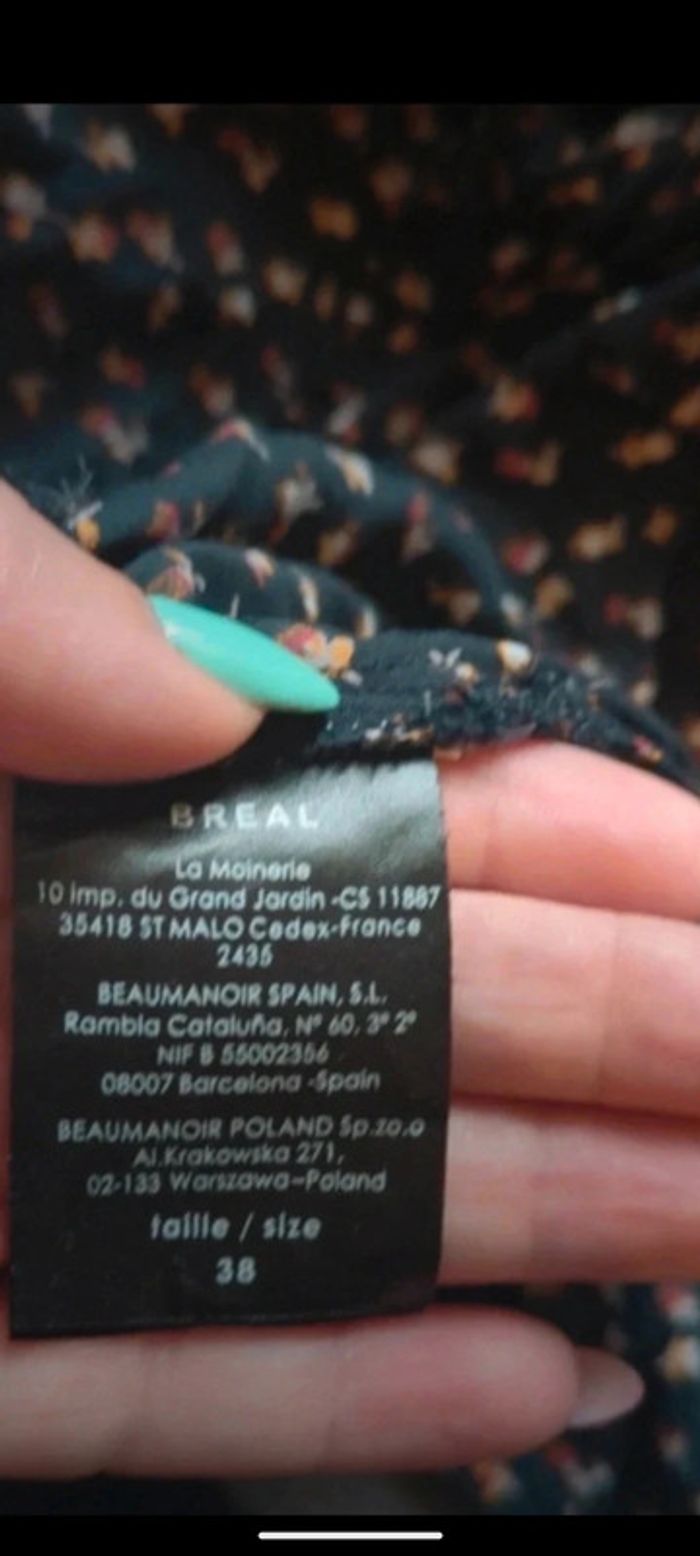 BREAL
La Moinerie
10 imp. du Grand Jardin -CS 11887
35418 ST MALO Cedex-France
2435
BEAUMANOIR SPAIN, S.L.
Rambla Cataluña, Nº 60, 3º 2º
NIF B 55002356
08007 Barcelona -Spain
BEAUMANOIR POLAND Sp.zo.o
Al.Krakowska 271,
02-133 Warszawa-Poland
taille / size
38